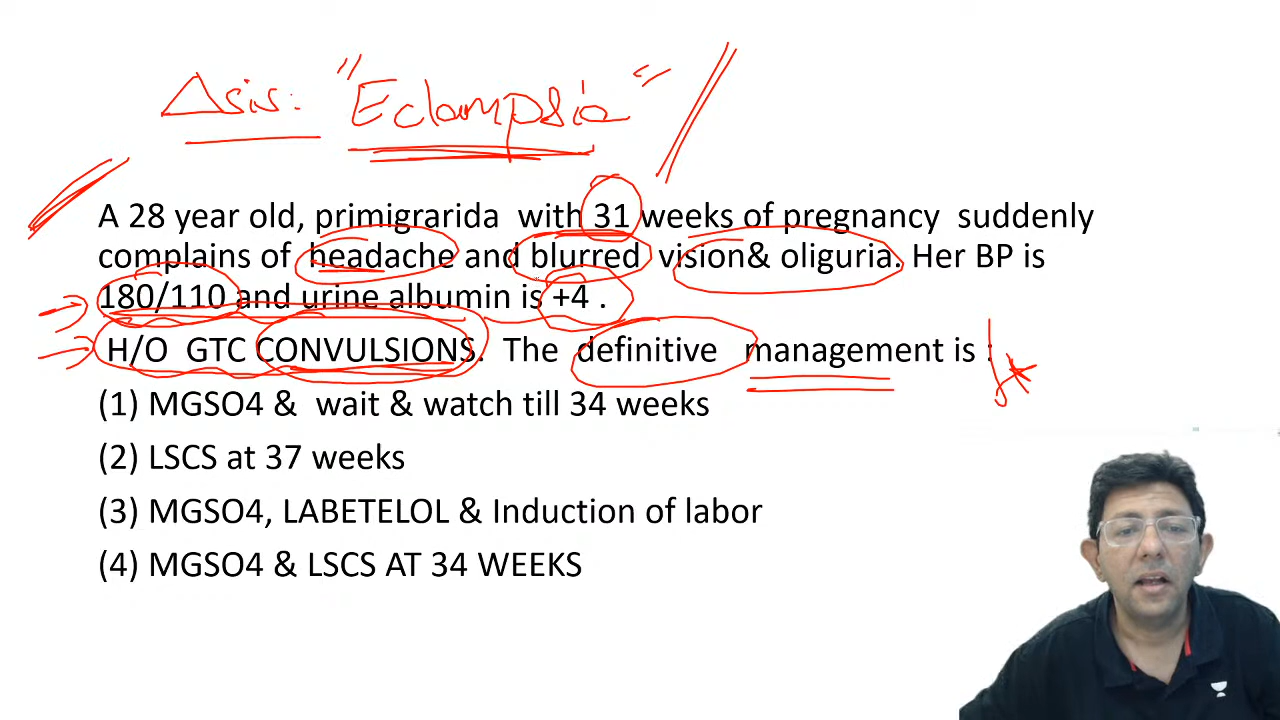 Δsis: "Eclampsia"
A 28 year old, primigrarida with 31 weeks of pregnancy suddenly
complains of headache and blurred vision& oliguria. Her BP is
180/110 and urine albumin is +4 .
H/O GTC CONVULSIONS. The definitive management is :
(1) MGSO4 & wait & watch till 34 weeks
(2) LSCS at 37 weeks
(3) MGSO4, LABETELOL & Induction of labor
(4) MGSO4 & LSCS AT 34 WEEKS